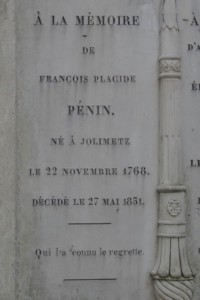 À LA MÉMOIRE
DE
FRANÇOIS PLACIDE
PÉNIN.
NÉ À JOLIMETZ
LE 22 NOVEMBRE 1768.
DÉCÉDÉ LE 27 MAI 1851.
Qui l'a connu le regrette.
À
D'A